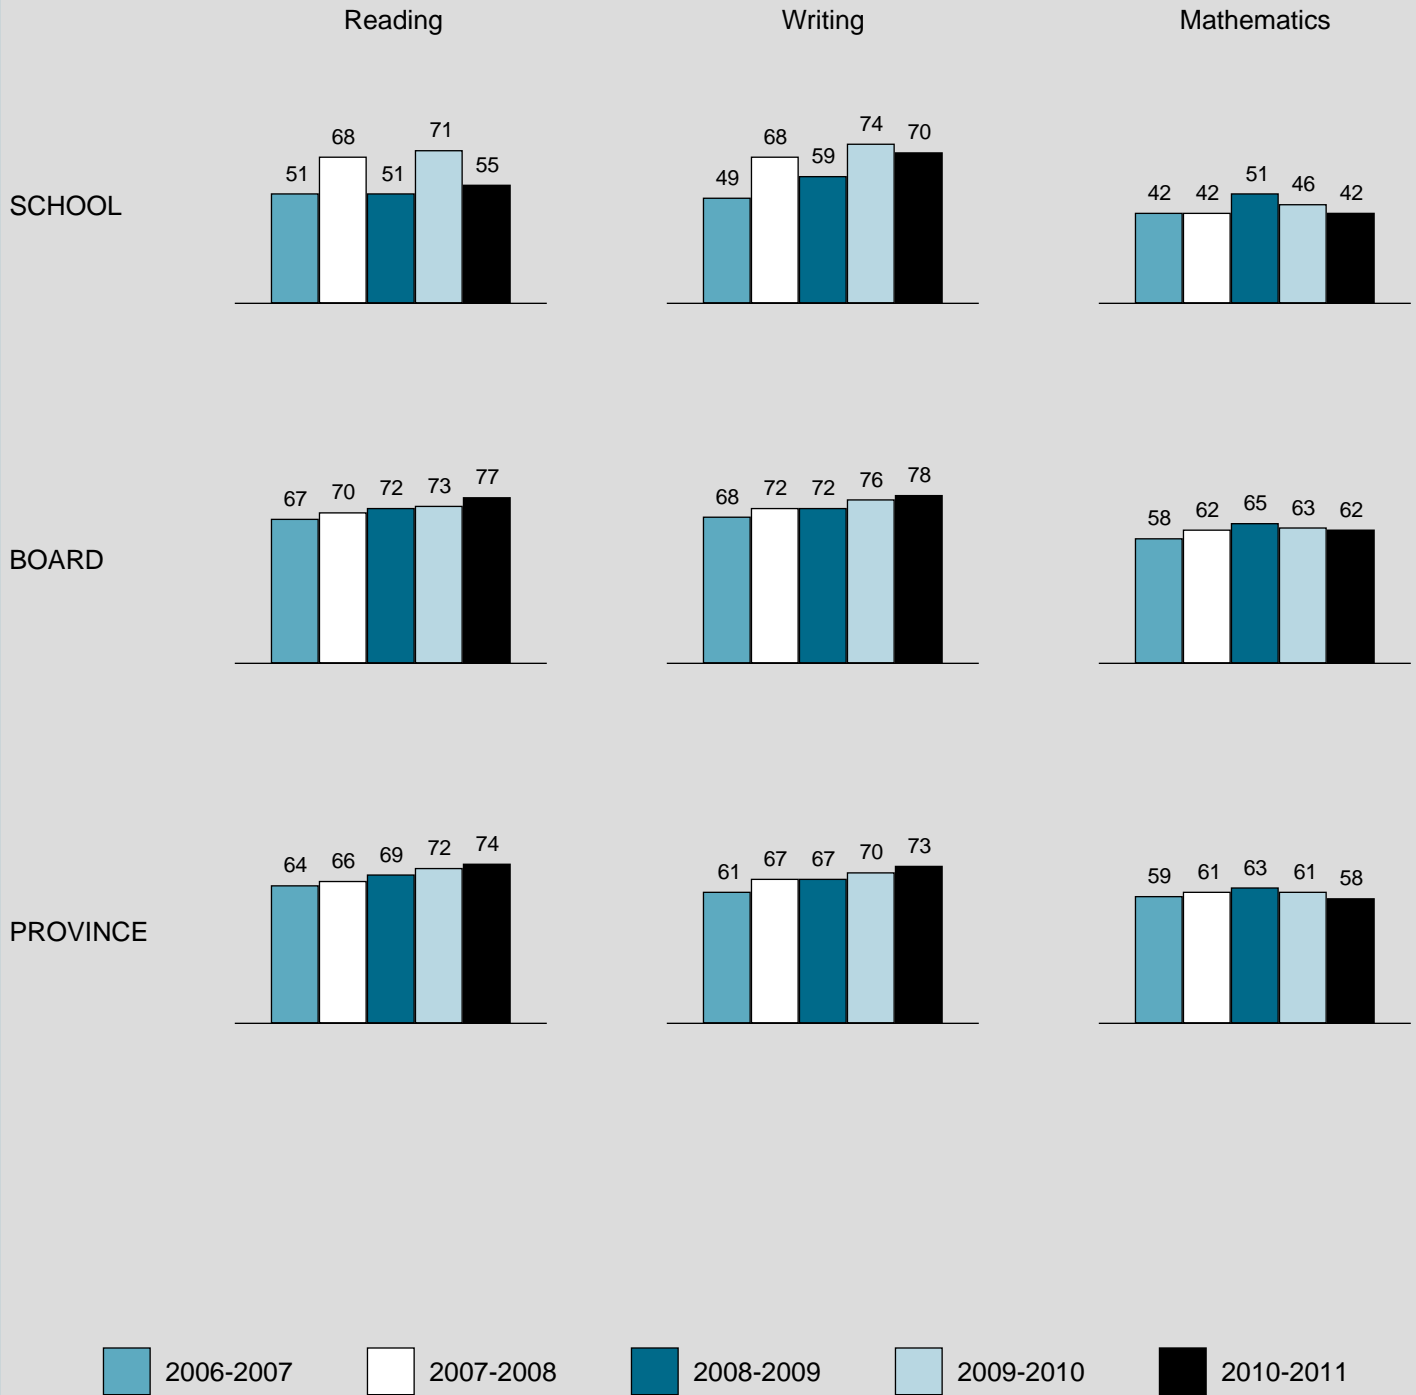 Reading Writing Mathematics
SCHOOL
51 68 51 71 55
49 68 59 74 70
42 42 51 46 42
BOARD
67 70 72 73 77
68 72 72 76 78
58 62 65 63 62
PROVINCE
64 66 69 72 74
61 67 67 70 73
59 61 63 61 58
2006-2007 2007-2008 2008-2009 2009-2010 2010-2011